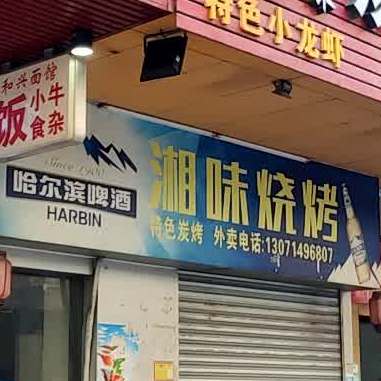 特色小龙虾
和兴面馆
饭 小牛
食杂
Since 1900
哈尔滨啤酒
HARBIN
湘味烧烤
特色炭烤 外卖电话:13071496807